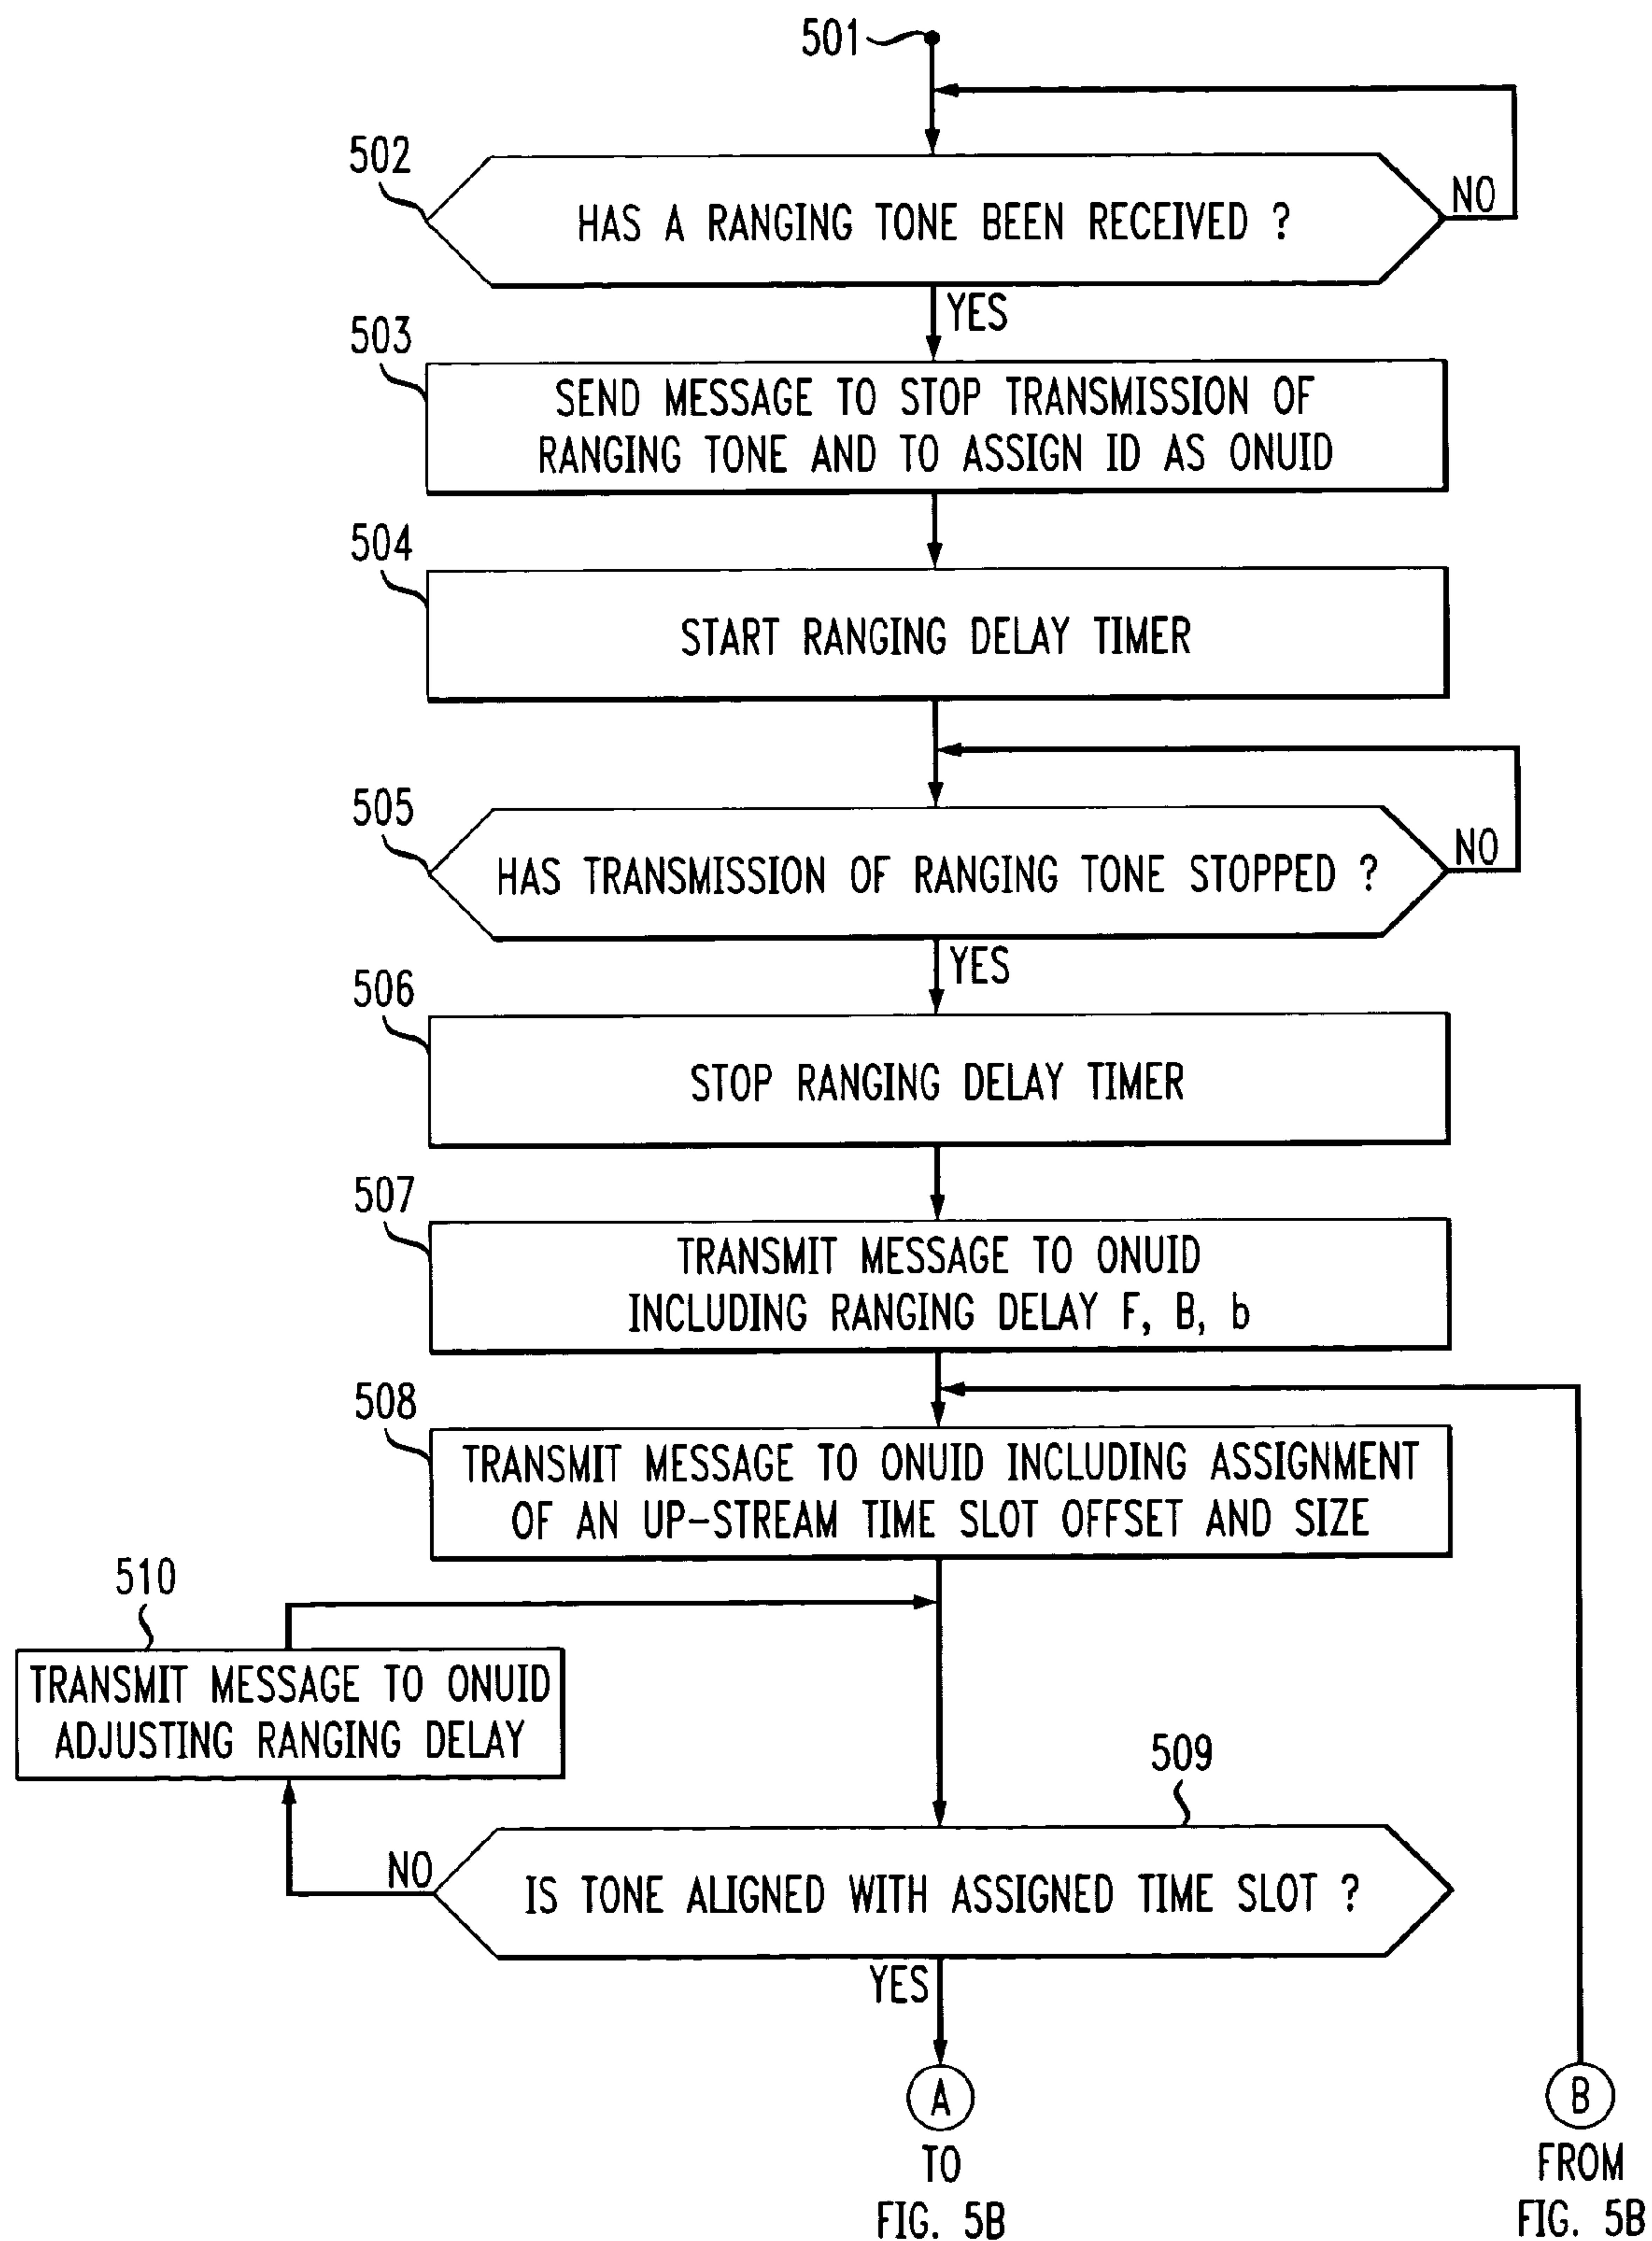 501
502
HAS A RANGING TONE BEEN RECEIVED ?
NO
YES
503
SEND MESSAGE TO STOP TRANSMISSION OF
RANGING TONE AND TO ASSIGN ID AS ONUID
504
START RANGING DELAY TIMER
505
HAS TRANSMISSION OF RANGING TONE STOPPED ?
NO
YES
506
STOP RANGING DELAY TIMER
507
TRANSMIT MESSAGE TO ONUID
INCLUDING RANGING DELAY F, B, b
508
TRANSMIT MESSAGE TO ONUID INCLUDING ASSIGNMENT
OF AN UP-STREAM TIME SLOT OFFSET AND SIZE
510
TRANSMIT MESSAGE TO ONUID
ADJUSTING RANGING DELAY
509
IS TONE ALIGNED WITH ASSIGNED TIME SLOT ?
NO
YES
A
TO
FIG. 5B
B
FROM
FIG. 5B